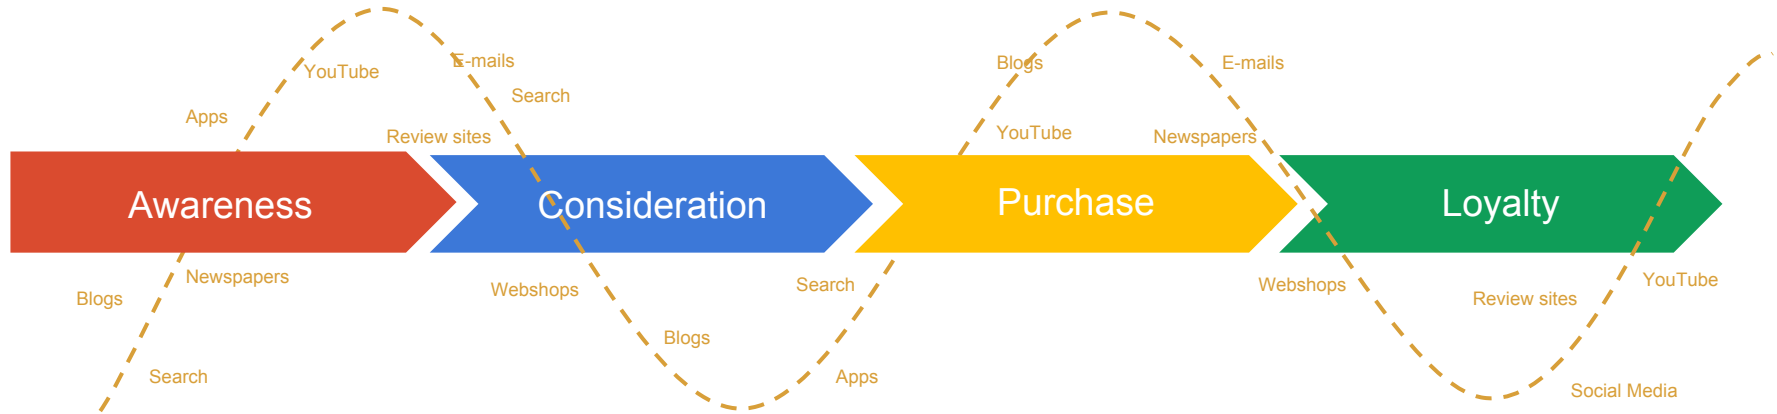 YouTube
E-mails
Search
Apps
Review sites
Blogs
E-mails
YouTube
Newspapers
Awareness
Consideration
Purchase
Loyalty
Newspapers
Blogs
Search
Webshops
Search
Blogs
Apps
Webshops
Review sites
YouTube
Social Media